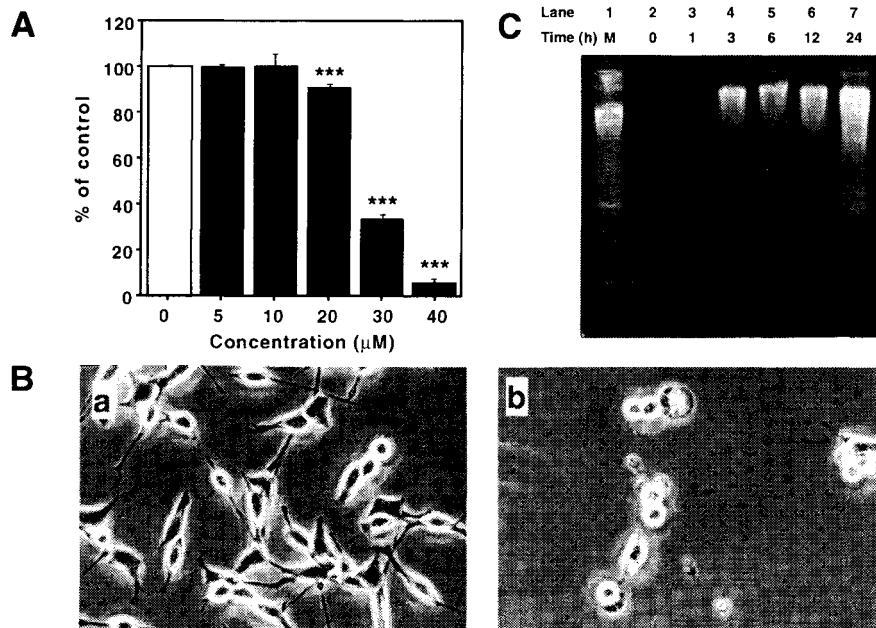 A
120
100
80
60
40
20
0
% of control
***
***
***
0 5 10 20 30 40
Concentration (µM)
C
Lane 1 2 3 4 5 6 7
Time (h) M 0 1 3 6 12 24
B
a
b